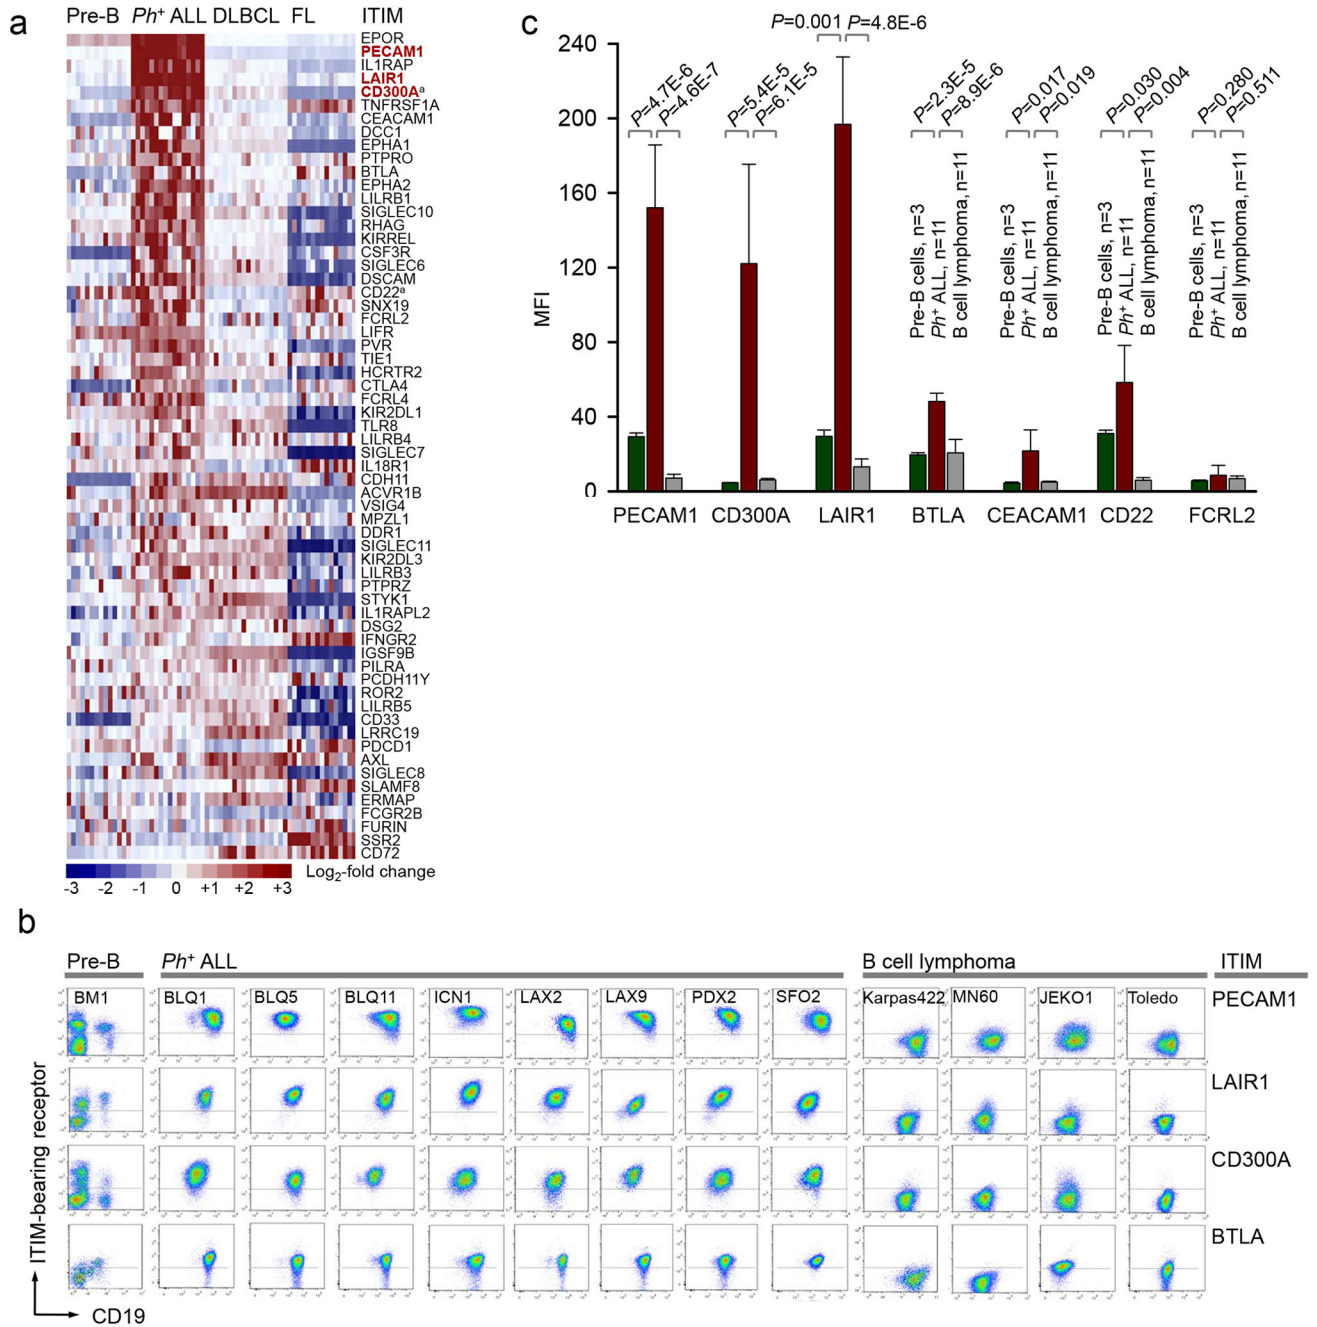 a
Pre-B Ph+ ALL DLBCL FL ITIM
EPOR
PECAM1
IL1RAP
LAIR1
CD300Aª
TNFRSF1A
CEACAM1
DCC1
EPHA1
PTPRO
BTLA
EPHA2
LILRB1
SIGLEC10
RHAG
KIRREL
CSF3R
SIGLEC6
DSCAM
CD22ª
SNX19
FCRL2
LIFR
PVR
TIE1
HCRTR2
CTLA4
FCRL4
KIR2DL1
TLR8
LILRB4
SIGLEC7
IL18R1
CDH11
ACVR1B
VSIG4
MPZL1
DDR1
SIGLEC11
KIR2DL3
LILRB3
PTPRZ
STYK1
IL1RAPL2
DSG2
IFNGR2
IGSF9B
PILRA
PCDH11Y
ROR2
LILRB5
CD33
LRRC19
PDCD1
AXL
SIGLEC8
SLAMF8
ERMAP
FCGR2B
FURIN
SSR2
CD72
Log2-fold change
-3 -2 -1 0 +1 +2 +3
c
P=0.001 P=4.8E-6
P=4.7E-6
P=4.6E-7
P=5.4E-5
P=6.1E-5
P=2.3E-5
P=8.9E-6
P=0.017
P=0.019
P=0.030
P=0.004
P=0.280
P=0.511
240
200
160
120
80
40
0
MFI
Pre-B cells, n=3
Ph+ ALL, n=11
B cell lymphoma, n=11
Pre-B cells, n=3
Ph+ ALL, n=11
B cell lymphoma, n=11
Pre-B cells, n=3
Ph+ ALL, n=11
B cell lymphoma, n=11
Pre-B cells, n=3
Ph+ ALL, n=11
B cell lymphoma, n=11
PECAM1 CD300A LAIR1 BTLA CEACAM1 CD22 FCRL2
b
Pre-B Ph+ ALL B cell lymphoma ITIM
BM1 BLQ1 BLQ5 BLQ11 ICN1 LAX2 LAX9 PDX2 SFO2 Karpas422 MN60 JEKO1 Toledo
PECAM1
LAIR1
CD300A
BTLA
ITIM-bearing receptor
CD19